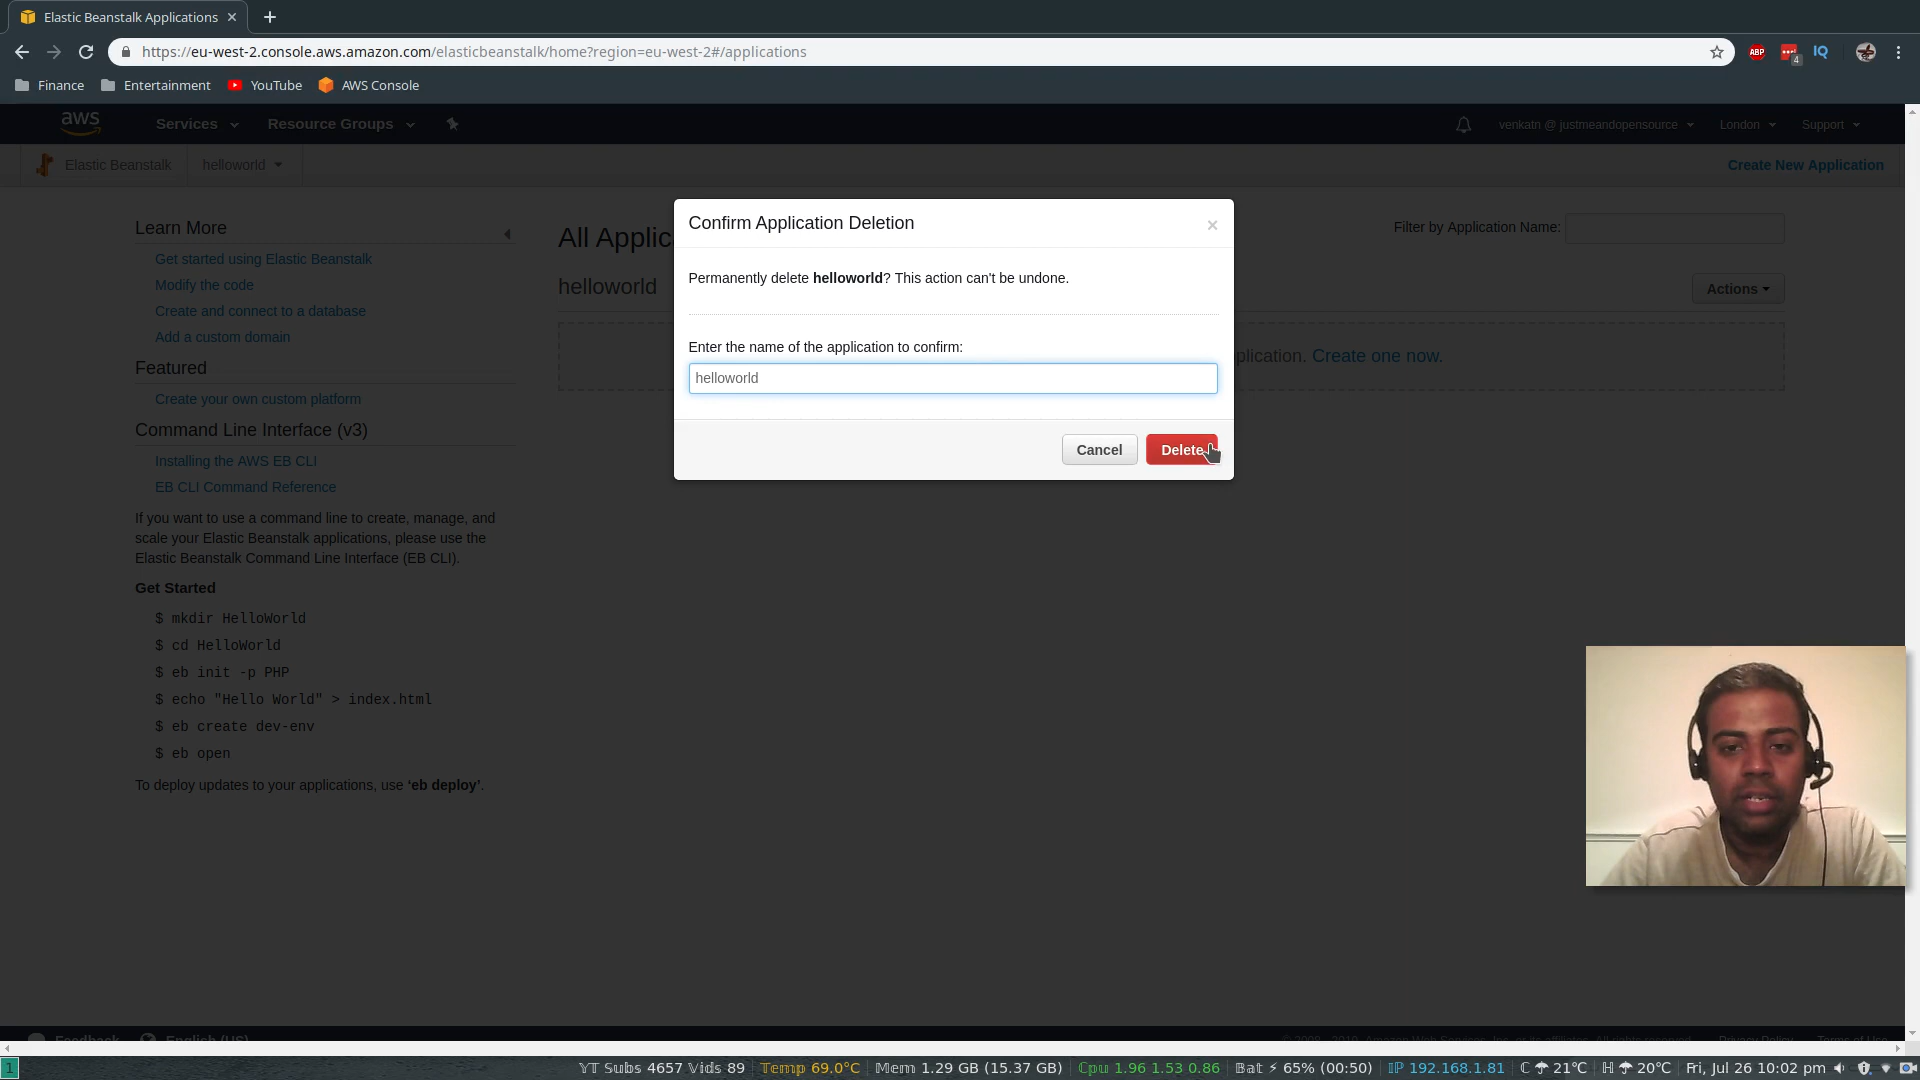 Elastic Beanstalk Applications
https://eu-west-2.console.aws.amazon.com/elasticbeanstalk/home?region=eu-west-2#/applications
ABP
4
IQ
Finance
Entertainment
YouTube
AWS Console
aws
Services
Resource Groups
venkatn @ justmeandopensource
London
Support
Elastic Beanstalk
helloworld
Create New Application
Learn More
Get started using Elastic Beanstalk
Modify the code
Create and connect to a database
Add a custom domain
Featured
Create your own custom platform
Command Line Interface (v3)
Installing the AWS EB CLI
EB CLI Command Reference
If you want to use a command line to create, manage, and
scale your Elastic Beanstalk applications, please use the
Elastic Beanstalk Command Line Interface (EB CLI).
Get Started
$ mkdir HelloWorld
$ cd HelloWorld
$ eb init -p PHP
$ echo "Hello World" > index.html
$ eb create dev-env
$ eb open
To deploy updates to your applications, use ‘eb deploy’.
All Applic
Filter by Application Name:
helloworld
Actions
plication. Create one now.
Confirm Application Deletion
Permanently delete helloworld? This action can't be undone.
Enter the name of the application to confirm:
helloworld
Cancel
Delete
Feedback
English (US)
1
YT Subs 4657 Vids 89
Temp 69.0°C
Mem 1.29 GB (15.37 GB)
Cpu 1.96 1.53 0.86
Bat ⚡ 65% (00:50)
IP 192.168.1.81
C ☂ 21°C
H ☂ 20°C
Fri, Jul 26 10:02 pm